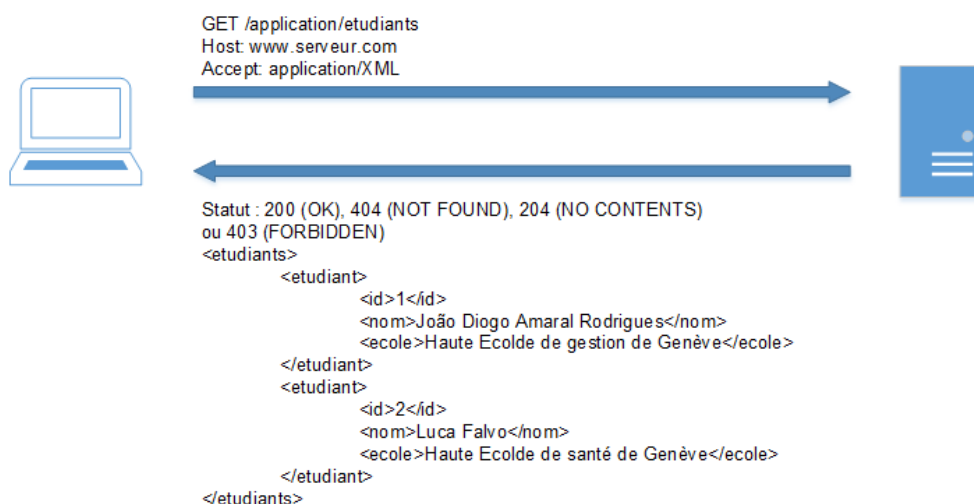 GET /application/etudiants
Host: www.serveur.com
Accept: application/XML
Statut : 200 (OK), 404 (NOT FOUND), 204 (NO CONTENTS)
ou 403 (FORBIDDEN)
<etudiants>
<etudiant>
<id>1</id>
<nom>João Diogo Amaral Rodrigues</nom>
<ecole>Haute Ecolde de gestion de Genève</ecole>
</etudiant>
<etudiant>
<id>2</id>
<nom>Luca Falvo</nom>
<ecole>Haute Ecolde de santé de Genève</ecole>
</etudiant>
</etudiants>